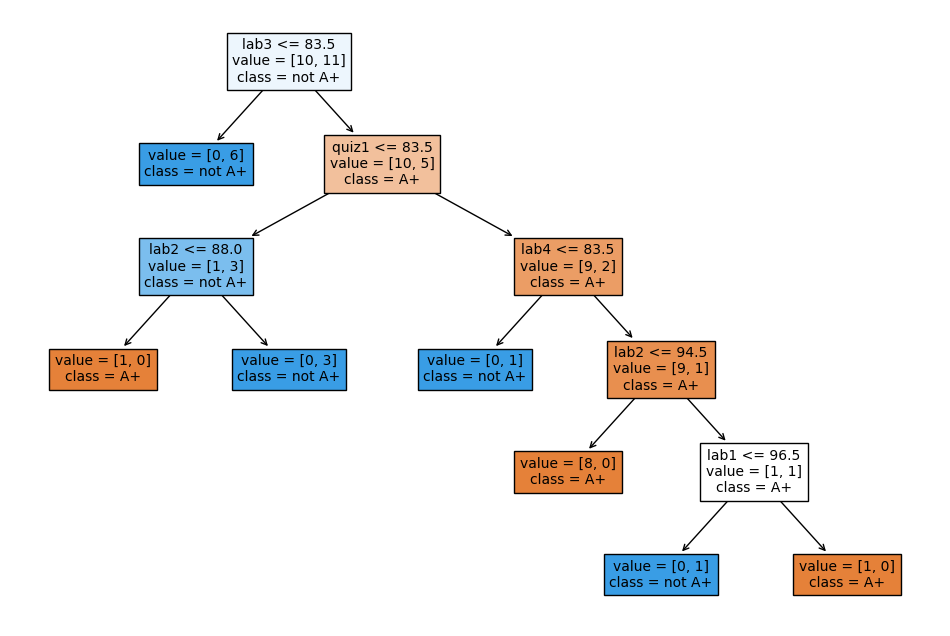 lab3 <= 83.5
value = [10, 11]
class = not A+
value = [0, 6]
class = not A+
quiz1 <= 83.5
value = [10, 5]
class = A+
lab2 <= 88.0
value = [1, 3]
class = not A+
lab4 <= 83.5
value = [9, 2]
class = A+
value = [1, 0]
class = A+
value = [0, 3]
class = not A+
value = [0, 1]
class = not A+
lab2 <= 94.5
value = [9, 1]
class = A+
value = [8, 0]
class = A+
lab1 <= 96.5
value = [1, 1]
class = A+
value = [0, 1]
class = not A+
value = [1, 0]
class = A+